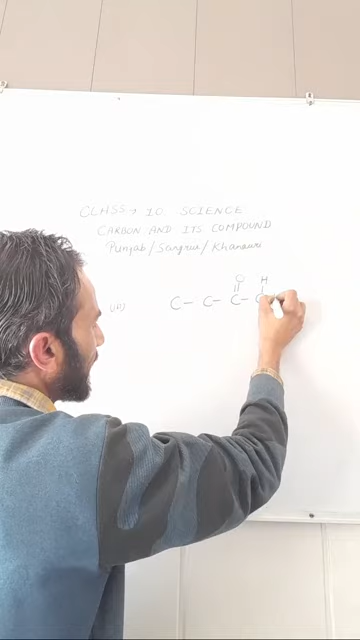 CLASS → 10 SCIENCE
CARBON AND ITS COMPOUND
Punjab/Sangrur/Khanauri
O H
C - C - C - C